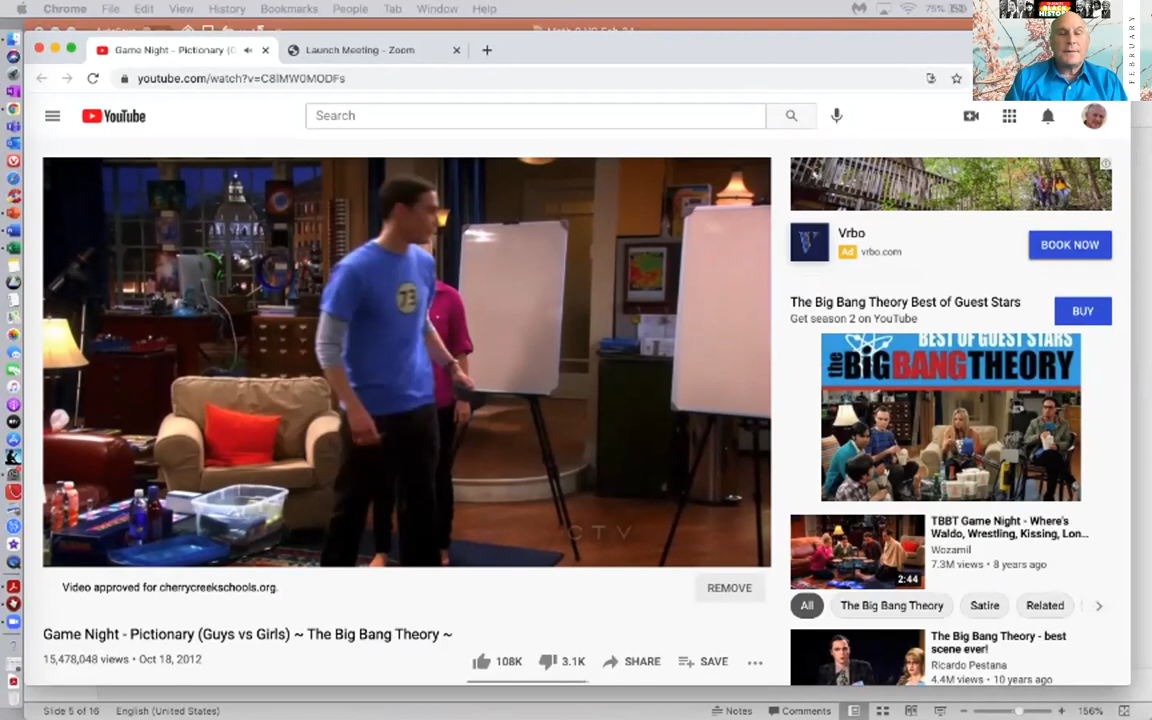 Chrome File Edit View History Bookmarks People Tab Window Help 75%
BLACK HISTORY
FEBRUARY
Game Night - Pictionary (G
Launch Meeting - Zoom
youtube.com/watch?v=C8lMW0MODFs
YouTube
Search
73
CTV
Vrbo
Ad vrbo.com
BOOK NOW
The Big Bang Theory Best of Guest Stars
Get season 2 on YouTube
BUY
BEST OF GUEST STARS
the BIG BANG THEORY
TBBT Game Night - Where's
Waldo, Wrestling, Kissing, Lon...
Wozamil
7.3M views • 8 years ago
2:44
Video approved for cherrycreekschools.org.
REMOVE
All The Big Bang Theory Satire Related
Game Night - Pictionary (Guys vs Girls) ~ The Big Bang Theory ~
15,478,048 views • Oct 18, 2012
108K 3.1K SHARE SAVE
The Big Bang Theory - best
scene ever!
Ricardo Pestana
4.4M views • 10 years ago
Slide 5 of 16 English (United States) Notes Comments 156%